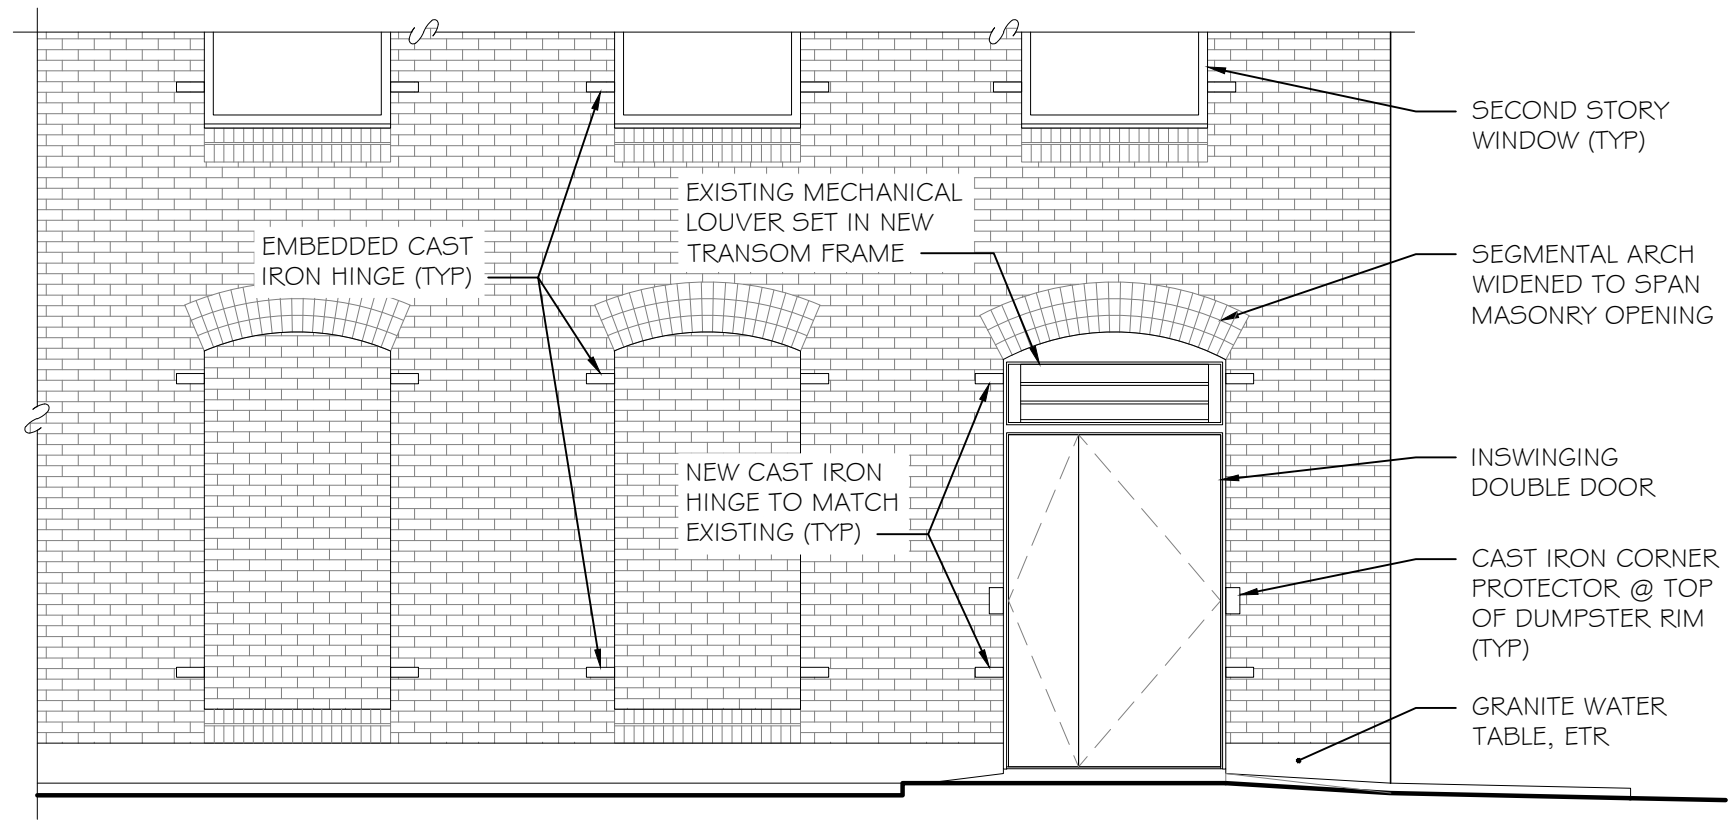 SECOND STORY
WINDOW (TYP)
EXISTING MECHANICAL
LOUVER SET IN NEW
TRANSOM FRAME
EMBEDDED CAST
IRON HINGE (TYP)
SEGMENTAL ARCH
WIDENED TO SPAN
MASONRY OPENING
NEW CAST IRON
HINGE TO MATCH
EXISTING (TYP)
INSWINGING
DOUBLE DOOR
CAST IRON CORNER
PROTECTOR @ TOP
OF DUMPSTER RIM
(TYP)
GRANITE WATER
TABLE, ETR